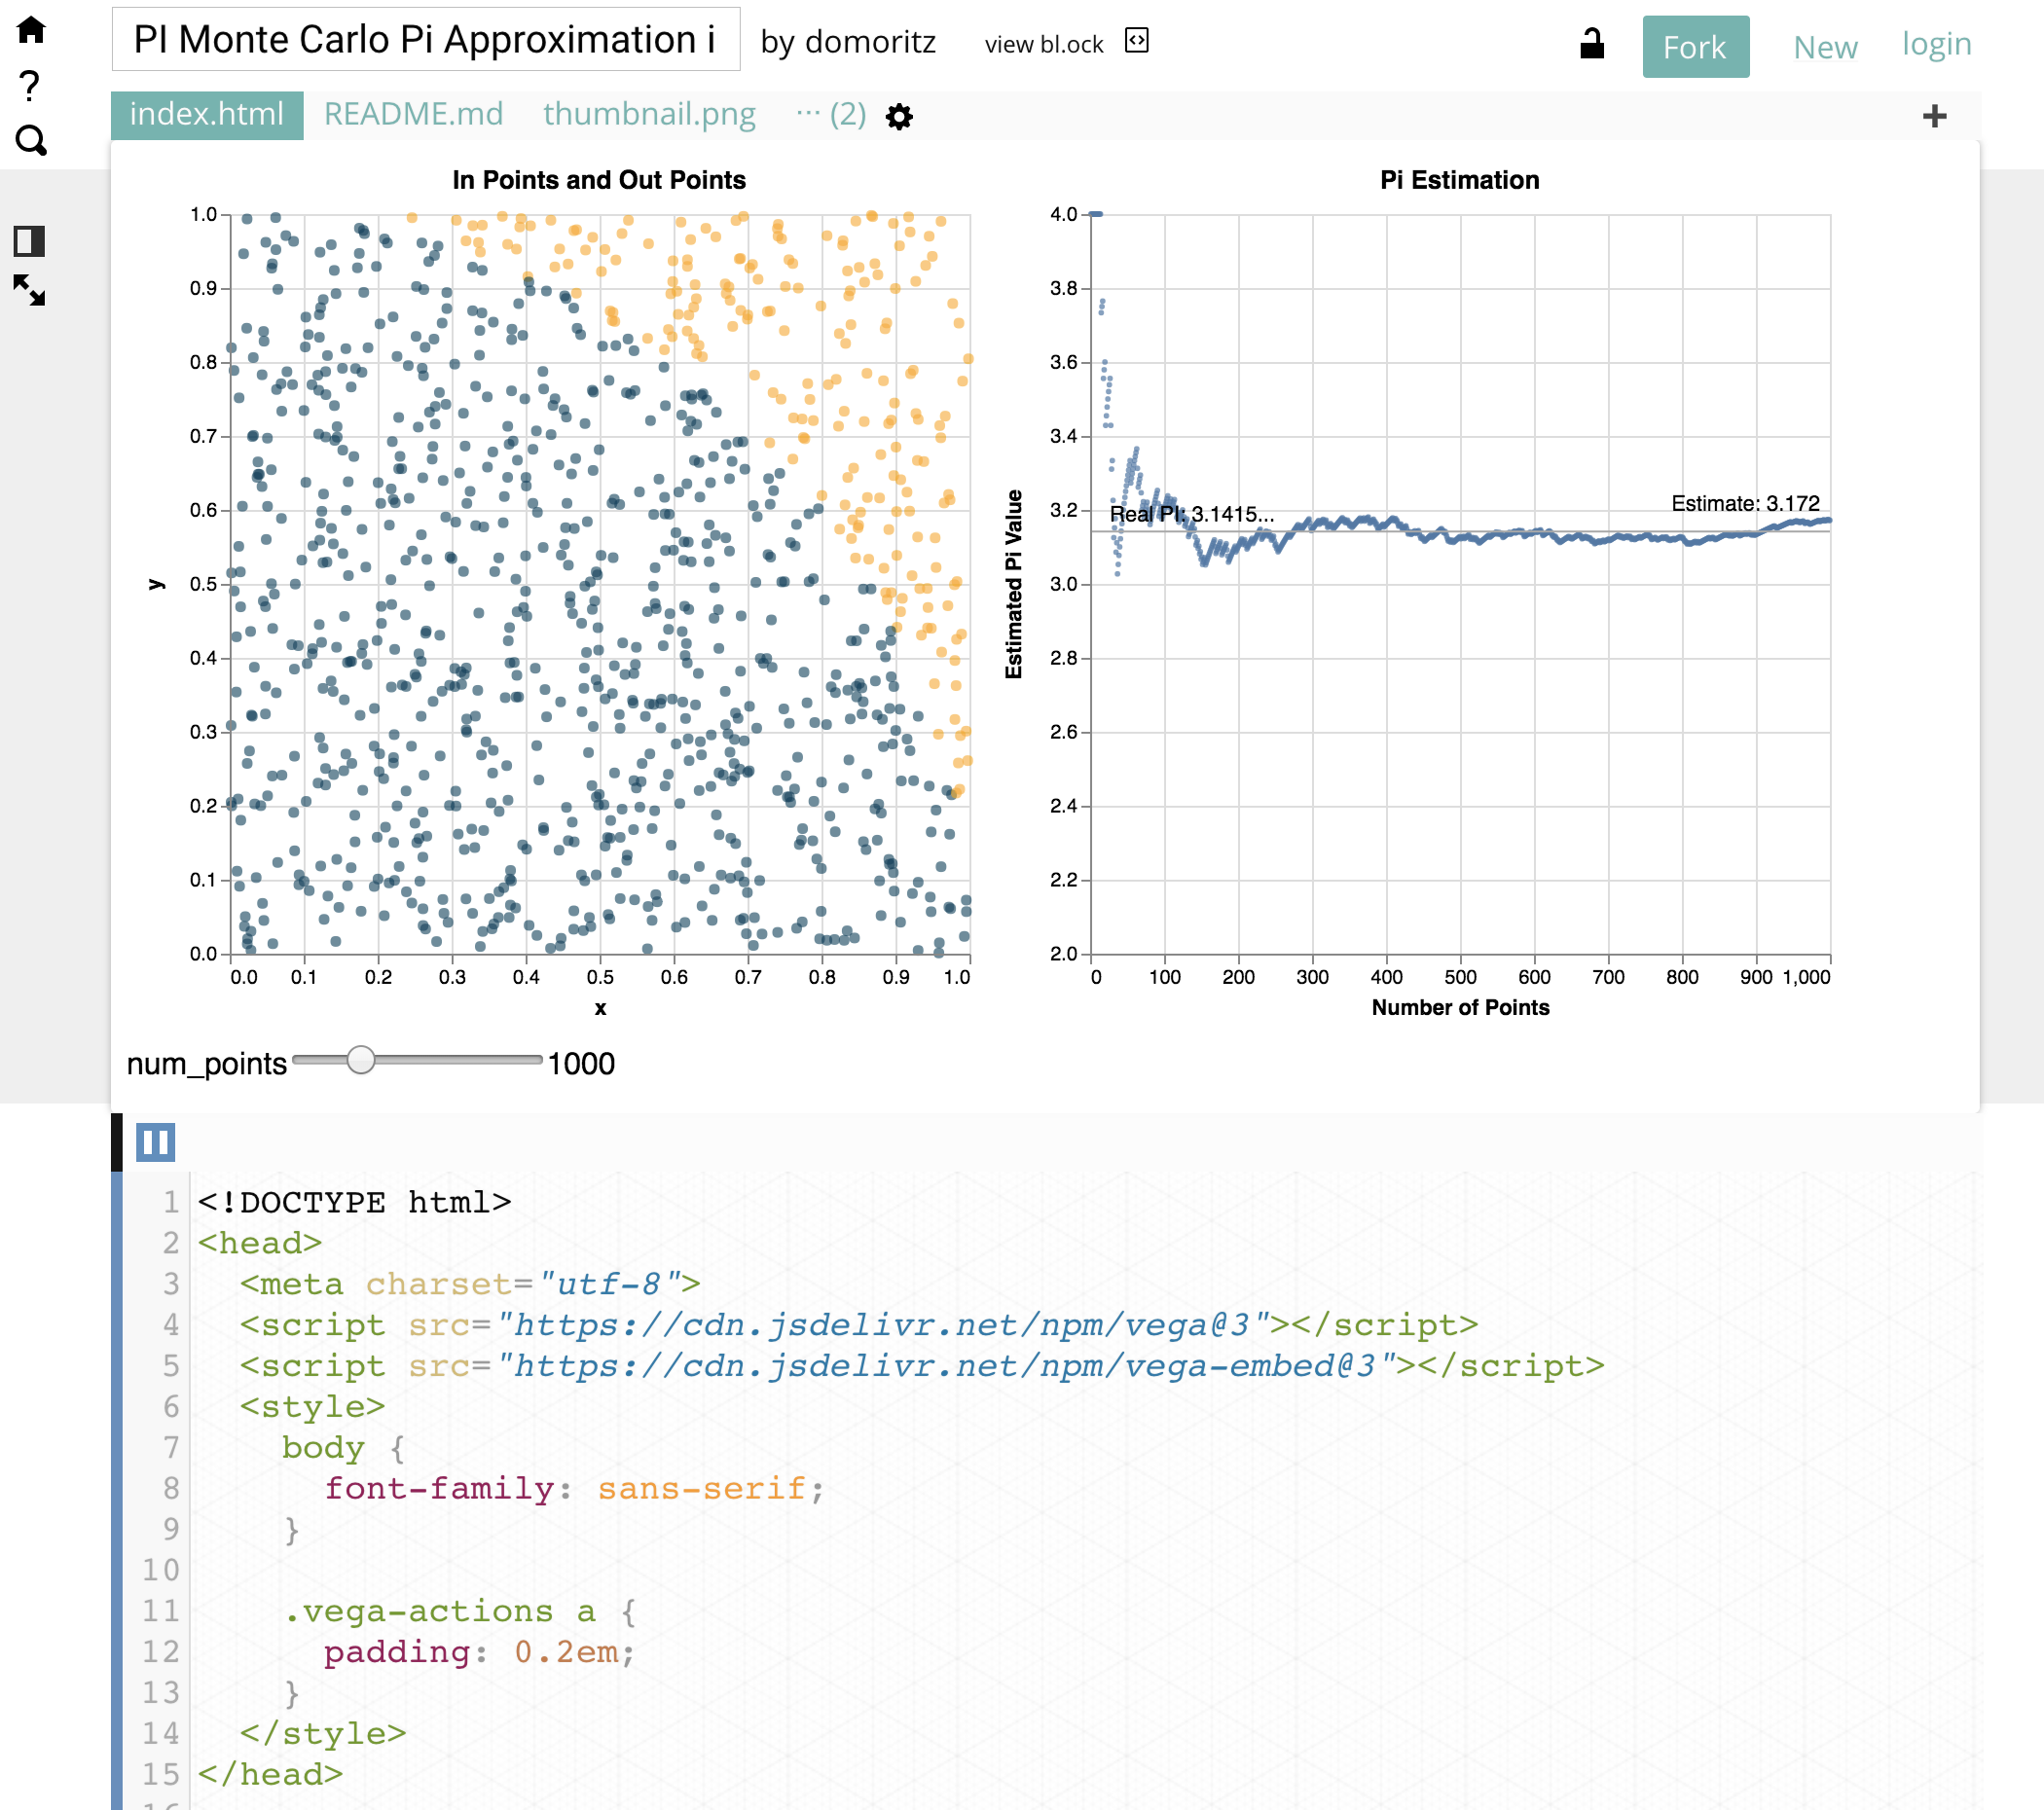 PI Monte Carlo Pi Approximation i by domoritz view bl.ock Fork New login
?
index.html README.md thumbnail.png ··· (2) +
In Points and Out Points
1.0
0.9
0.8
0.7
0.6
0.5
0.4
0.3
0.2
0.1
0.0
y
0.0 0.1 0.2 0.3 0.4 0.5 0.6 0.7 0.8 0.9 1.0
x
Pi Estimation
4.0
3.8
3.6
3.4
3.2
3.0
2.8
2.6
2.4
2.2
2.0
Estimated Pi Value
Real PI: 3.1415...
Estimate: 3.172
0 100 200 300 400 500 600 700 800 900 1,000
Number of Points
num_points 1000
1 <!DOCTYPE html>
2 <head>
3 <meta charset="utf-8">
4 <script src="https://cdn.jsdelivr.net/npm/vega@3"></script>
5 <script src="https://cdn.jsdelivr.net/npm/vega-embed@3"></script>
6 <style>
7 body {
8 font-family: sans-serif;
9 }
10
11 .vega-actions a {
12 padding: 0.2em;
13 }
14 </style>
15 </head>